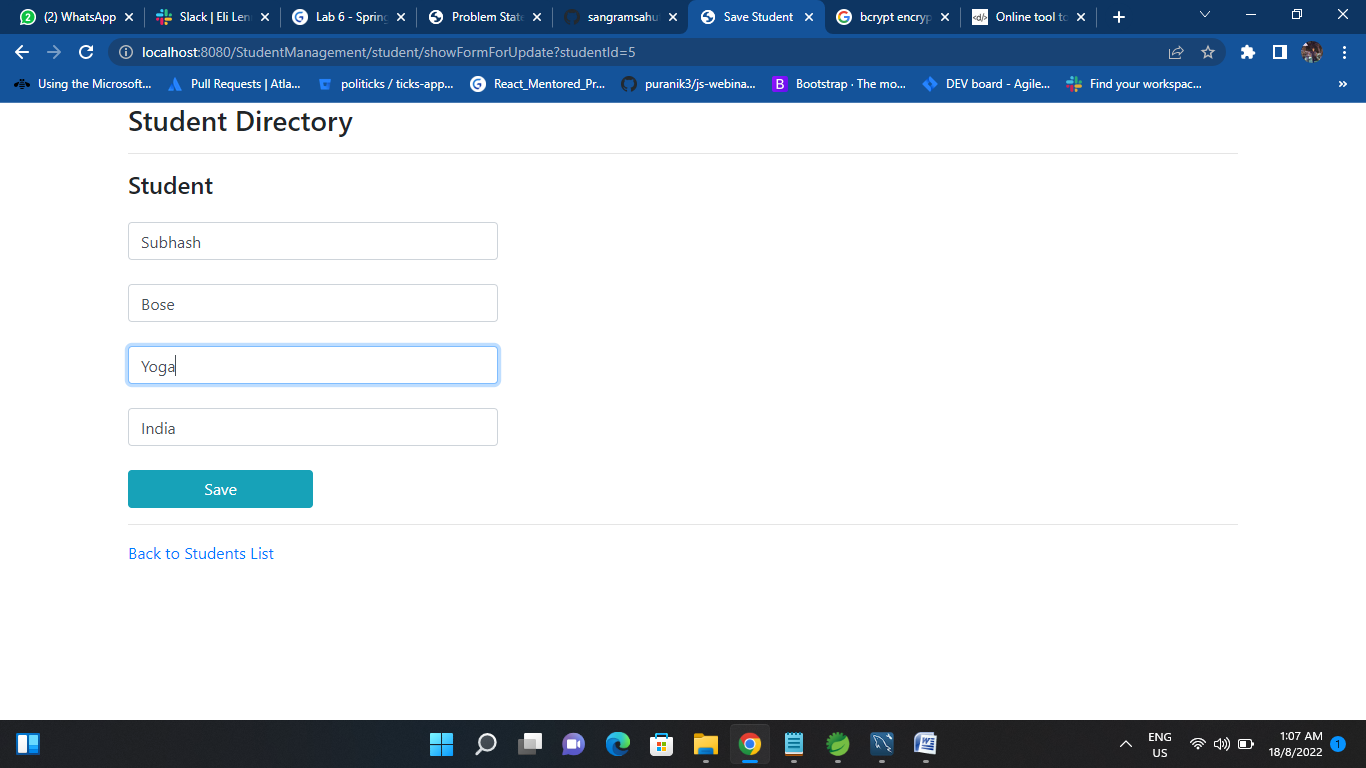 (2) WhatsApp
Slack | Eli Len
Lab 6 - Spring
Problem State
sangramsahu
Save Student
bcrypt encryp
Online tool to
localhost:8080/StudentManagement/student/showFormForUpdate?studentId=5
Using the Microsoft...
Pull Requests | Atla...
politicks / ticks-app...
React_Mentored_Pr...
puranik3/js-webina...
Bootstrap · The mo...
DEV board - Agile...
Find your workspac...
»
Student Directory
Student
Subhash
Bose
Yoga
India
Save
Back to Students List
ENG
US
1:07 AM
18/8/2022
1